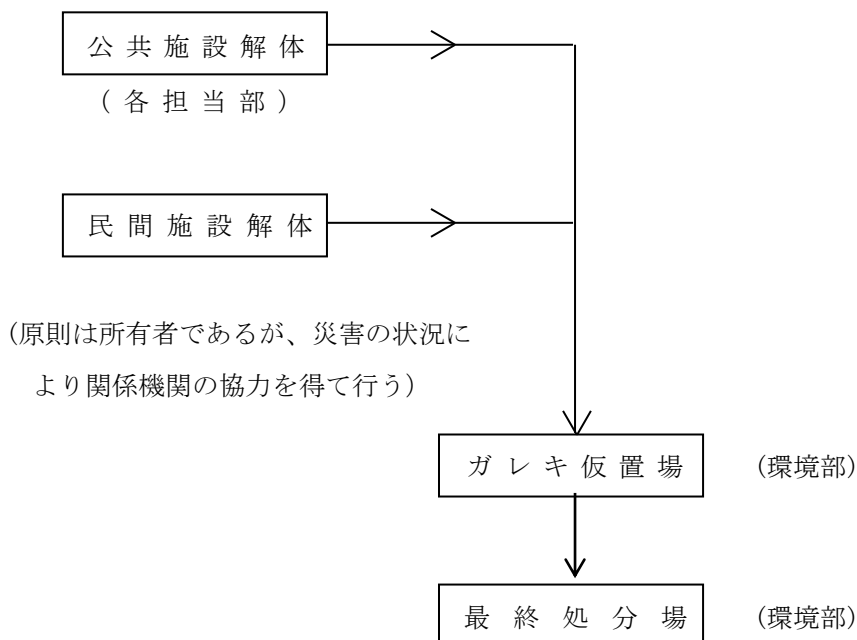 公共施設解体
(各担当部)
民間施設解体
(原則は所有者であるが、災害の状況に
より関係機関の協力を得て行う)
ガレキ仮置場 (環境部)
最終処分場 (環境部)